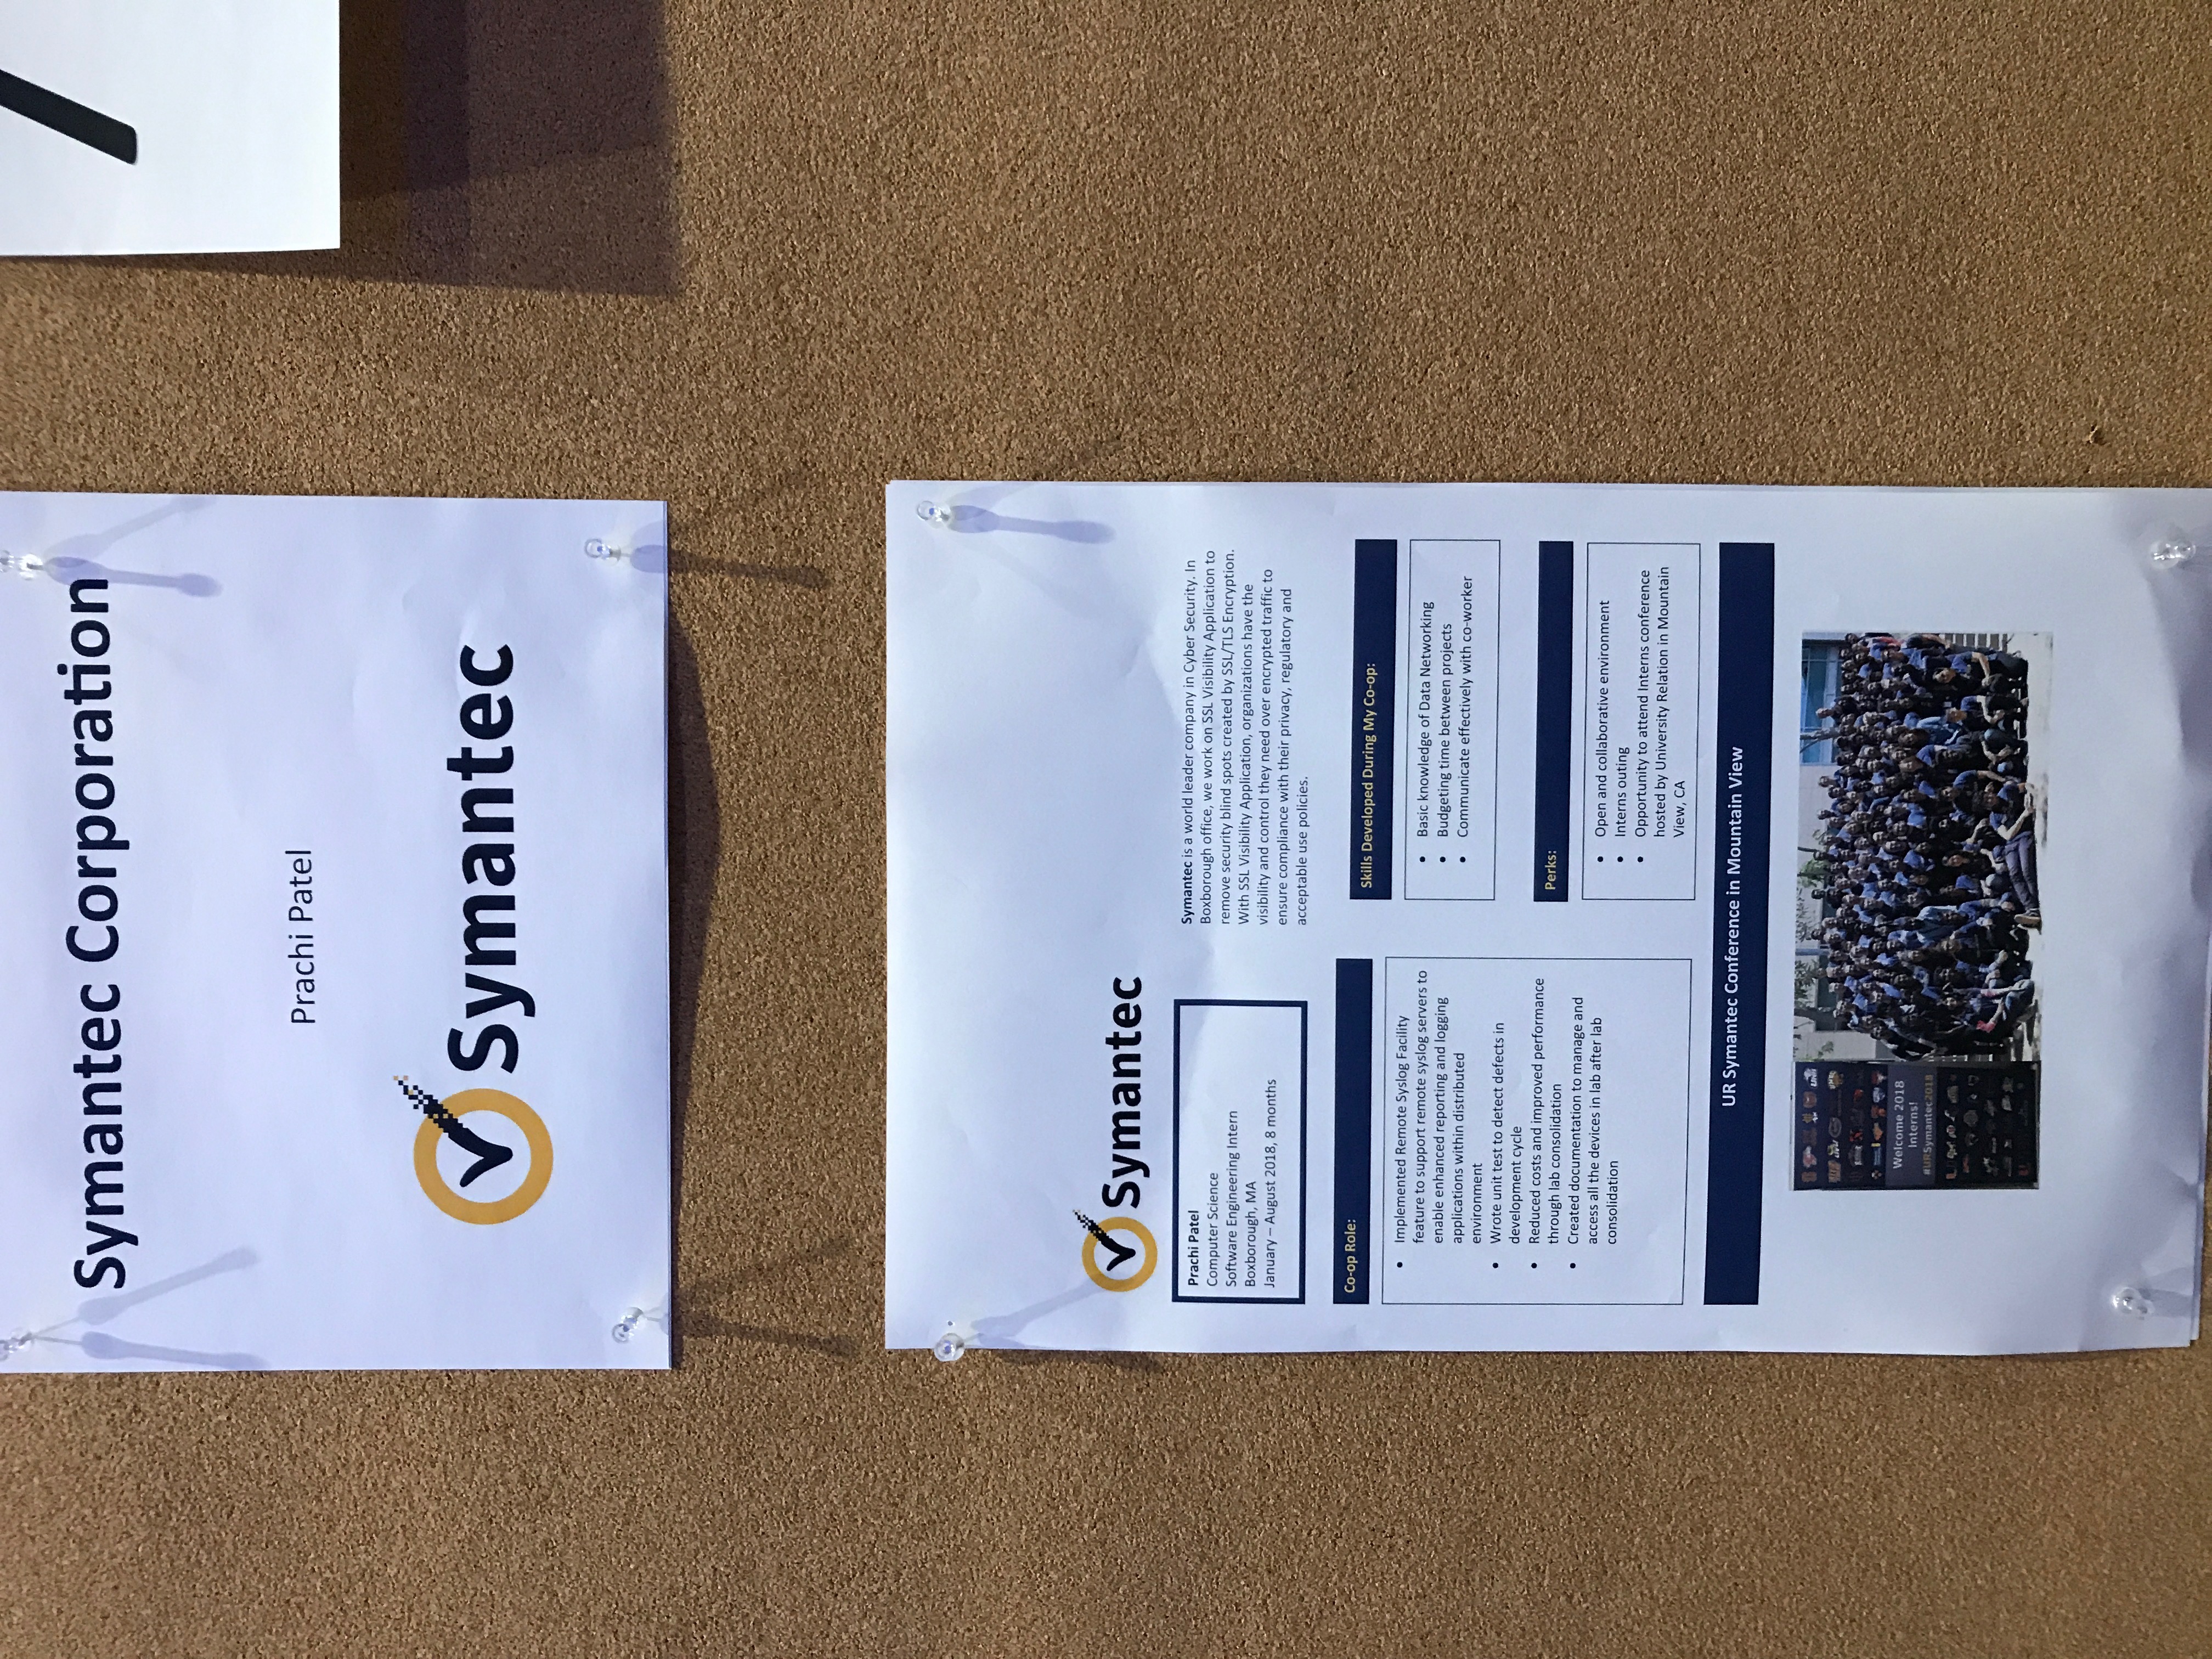 Symantec Corporation
Prachi Patel
Symantec
7
Symantec
Prachi Patel
Computer Science
Software Engineering Intern
Boxborough, MA
January – August 2018, 8 months
Symantec is a world leader company in Cyber Security. In
Boxborough office, we work on SSL Visibility Application to
remove security blind spots created by SSL/TLS Encryption.
With SSL Visibility Application, organizations have the
visibility and control they need over encrypted traffic to
ensure compliance with their privacy, regulatory and
acceptable use policies.
Co-op Role:
• Implemented Remote Syslog Facility
feature to support remote syslog servers to
enable enhanced reporting and logging
applications within distributed
environment
• Wrote unit test to detect defects in
development cycle
• Reduced costs and improved performance
through lab consolidation
• Created documentation to manage and
access all the devices in lab after lab
consolidation
Skills Developed During My Co-op:
• Basic knowledge of Data Networking
• Budgeting time between projects
• Communicate effectively with co-worker
Perks:
• Open and collaborative environment
• Interns outing
• Opportunity to attend Interns conference
hosted by University Relation in Mountain
View, CA
UR Symantec Conference in Mountain View
Welcome 2018
Interns!
#URSymantec2018